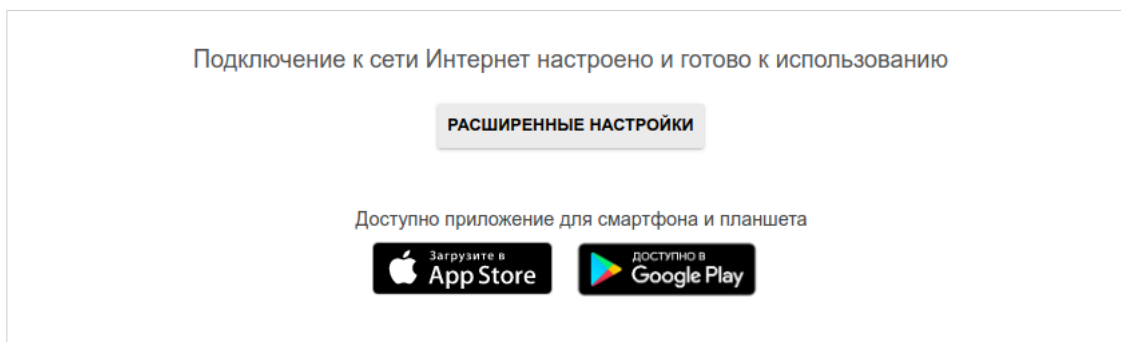 Подключение к сети Интернет настроено и готово к использованию
РАСШИРЕННЫЕ НАСТРОЙКИ
Доступно приложение для смартфона и планшета
Загрузите в
App Store
ДОСТУПНО В
Google Play